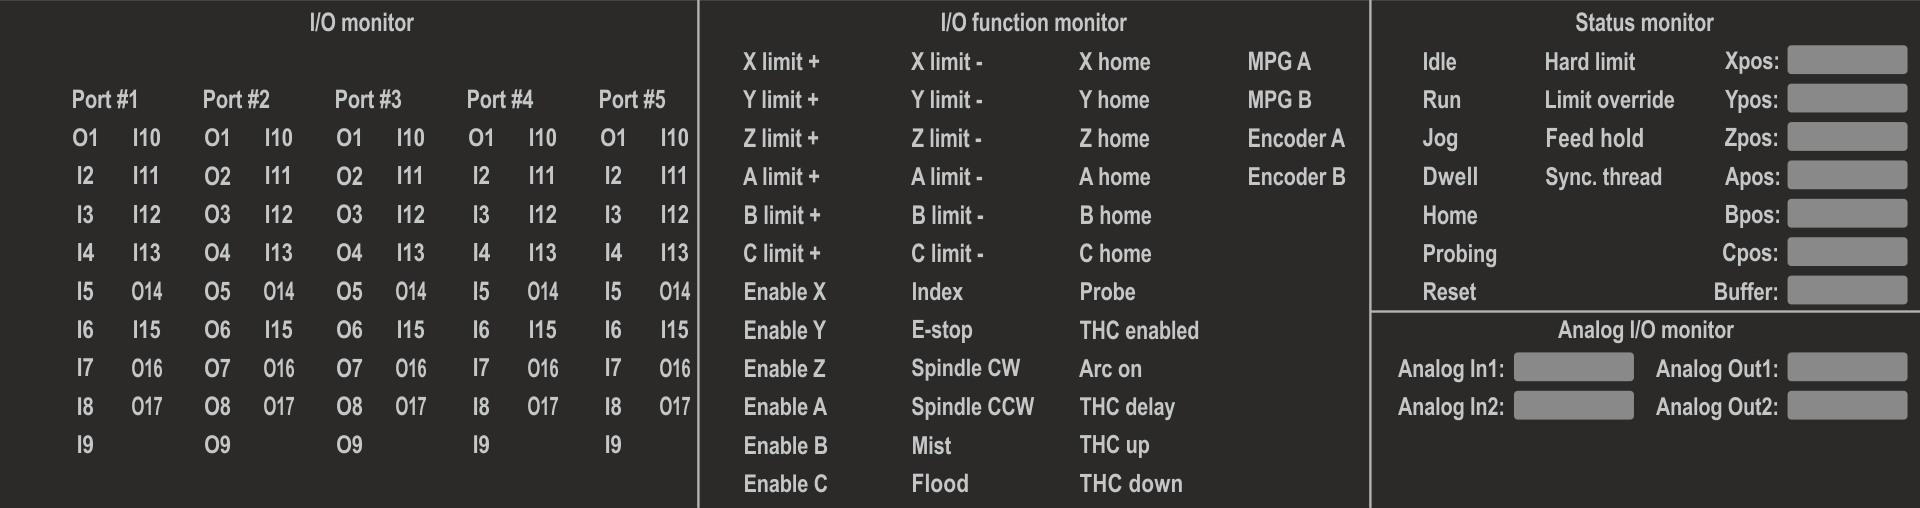 I/O monitor
Port #1 Port #2 Port #3 Port #4 Port #5
O1 I10 O1 I10 O1 I10 O1 I10 O1 I10
I2 I11 O2 I11 O2 I11 I2 I11 I2 I11
I3 I12 O3 I12 O3 I12 I3 I12 I3 I12
I4 I13 O4 I13 O4 I13 I4 I13 I4 I13
I5 O14 O5 O14 O5 O14 I5 O14 I5 O14
I6 I15 O6 I15 O6 I15 I6 I15 I6 I15
I7 O16 O7 O16 O7 O16 I7 O16 I7 O16
I8 O17 O8 O17 O8 O17 I8 O17 I8 O17
I9 O9 O9 I9 I9
I/O function monitor
X limit + X limit - X home MPG A
Y limit + Y limit - Y home MPG B
Z limit + Z limit - Z home Encoder A
A limit + A limit - A home Encoder B
B limit + B limit - B home
C limit + C limit - C home
Enable X Index Probe
Enable Y E-stop THC enabled
Enable Z Spindle CW Arc on
Enable A Spindle CCW THC delay
Enable B Mist THC up
Enable C Flood THC down
Status monitor
Idle Hard limit Xpos:
Run Limit override Ypos:
Jog Feed hold Zpos:
Dwell Sync. thread Apos:
Home Bpos:
Probing Cpos:
Reset Buffer:
Analog I/O monitor
Analog In1: Analog Out1:
Analog In2: Analog Out2: